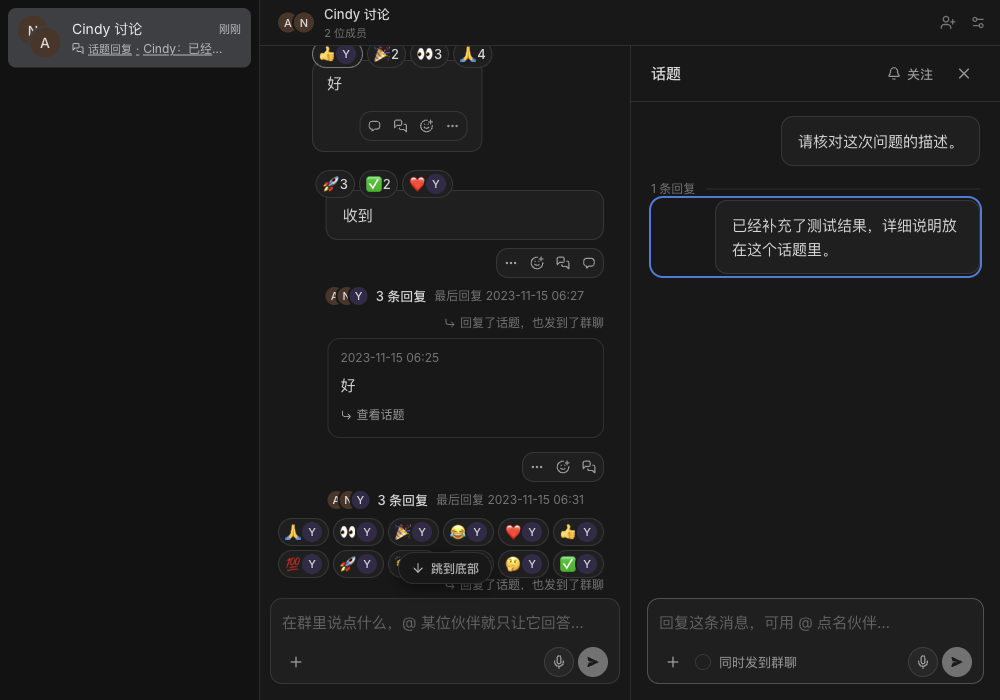 N
A
Cindy 讨论
刚刚
话题回复 · Cindy：已经…
A N
Cindy 讨论
2 位成员
👍 Y 🎉2 👀3 🙏4
好
🚀3 ✅2 ❤️ Y
收到
A N Y 3 条回复 最后回复 2023-11-15 06:27
回复了话题，也发到了群聊
2023-11-15 06:25
好
查看话题
A N Y 3 条回复 最后回复 2023-11-15 06:31
🙏 Y 👀 Y 🎉 Y 😂 Y ❤️ Y 👍 Y
💯 Y 🚀 Y 🤔 Y ✅ Y
跳到底部
回复了话题，也发到了群聊
在群里说点什么，@ 某位伙伴就只让它回答...
话题
关注
请核对这次问题的描述。
1 条回复
已经补充了测试结果，详细说明放
在这个话题里。
回复这条消息，可用 @ 点名伙伴...
同时发到群聊